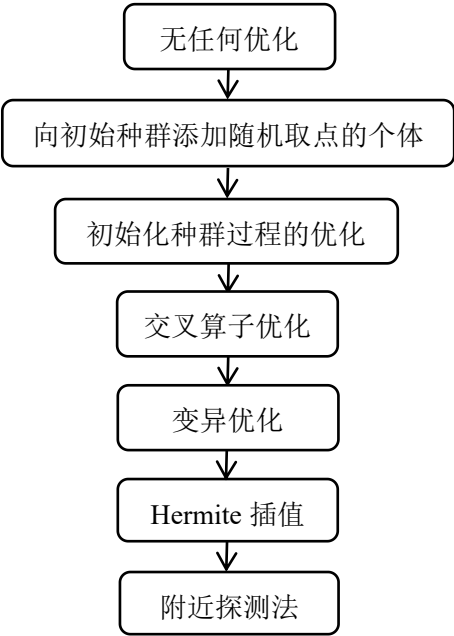 无任何优化
向初始种群添加随机取点的个体
初始化种群过程的优化
交叉算子优化
变异优化
Hermite 插值
附近探测法